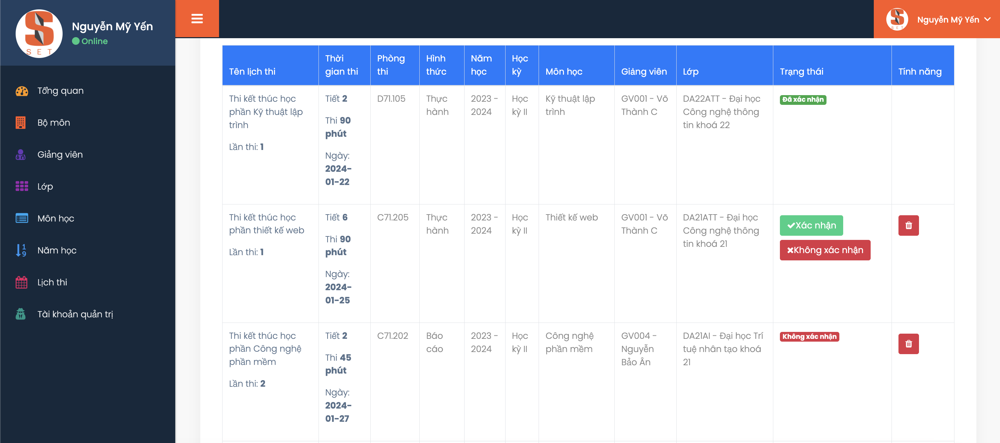 SET
Nguyễn Mỹ Yến
Online
Tổng quan
Bộ môn
Giảng viên
Lớp
Môn học
Năm học
Lịch thi
Tài khoản quản trị
SET
Nguyễn Mỹ Yến
Tên lịch thi
Thời
gian thi
Phòng
thi
Hình
thức
Năm
học
Học
kỳ
Môn học
Giảng viên
Lớp
Trạng thái
Tính năng
Thi kết thúc học
phần Kỹ thuật lập
trình
Lần thi: 1
Tiết 2
Thi 90
phút
Ngày:
2024-
01-22
D71.105
Thực
hành
2023 -
2024
Học
kỳ II
Kỹ thuật lập
trình
GV001 - Võ
Thành C
DA22ATT - Đại học
Công nghệ thông
tin khoá 22
Đã xác nhận
Thi kết thúc học
phần thiết kế web
Lần thi: 1
Tiết 6
Thi 90
phút
Ngày:
2024-
01-25
C71.205
Thực
hành
2023 -
2024
Học
kỳ II
Thiết kế web
GV001 - Võ
Thành C
DA21ATT - Đại học
Công nghệ thông
tin khoá 21
Xác nhận
Không xác nhận
Thi kết thúc học
phần Công nghệ
phần mềm
Lần thi: 2
Tiết 2
Thi 45
phút
Ngày:
2024-
01-27
C71.202
Báo
cáo
2023 -
2024
Học
kỳ II
Công nghệ
phần mềm
GV004 -
Nguyễn
Bảo Ân
DA21AI - Đại học Trí
tuệ nhân tạo khoá
21
Không xác nhận